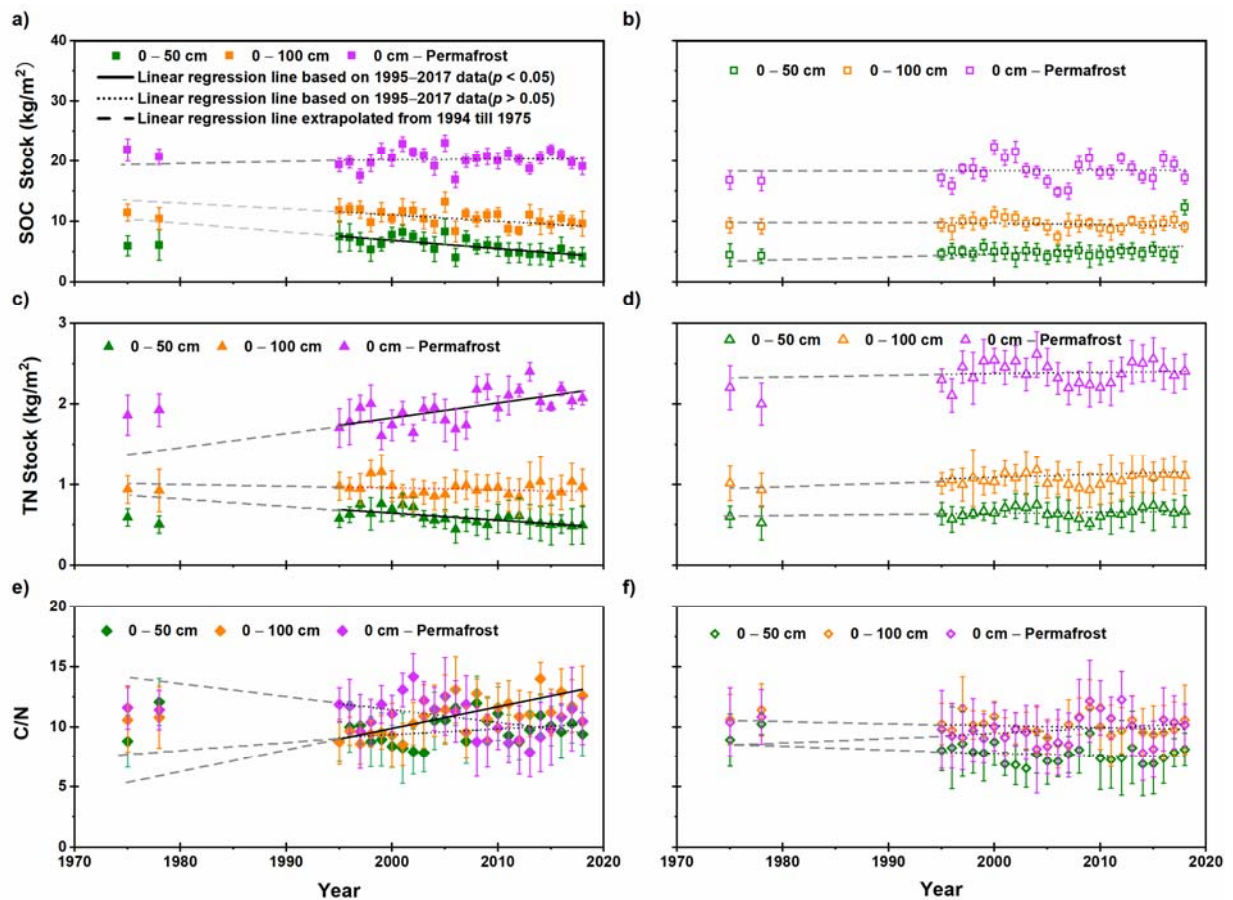 a)
b)
40
0 – 50 cm 0 – 100 cm 0 cm – Permafrost
0 – 50 cm 0 – 100 cm 0 cm – Permafrost
Linear regression line based on 1995–2017 data(p < 0.05)
30
Linear regression line based on 1995–2017 data(p > 0.05)
Linear regression line extrapolated from 1994 till 1975
20
10
0
SOC Stock (kg/m²)
c)
d)
3
0 – 50 cm 0 – 100 cm 0 cm – Permafrost
0 – 50 cm 0 – 100 cm 0 cm – Permafrost
2
1
0
TN Stock (kg/m²)
e)
f)
20
0 – 50 cm 0 – 100 cm 0 cm – Permafrost
0 – 50 cm 0 – 100 cm 0 cm – Permafrost
15
10
5
0
C/N
1970 1980 1990 2000 2010 2020
1970 1980 1990 2000 2010 2020
Year
Year